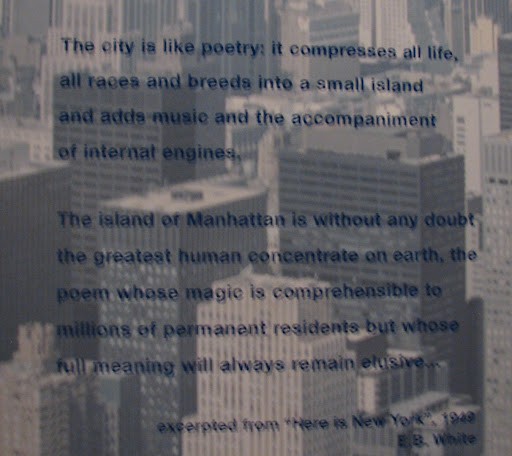 The city is like poetry: it compresses all life,
all races and breeds into a small island
and adds music and the accompaniment
of internal engines.
The island of Manhattan is without any doubt
the greatest human concentrate on earth, the
poem whose magic is comprehensible to
millions of permanent residents but whose
full meaning will always remain elusive...
excerpted from "Here is New York", 1949
E.B. White